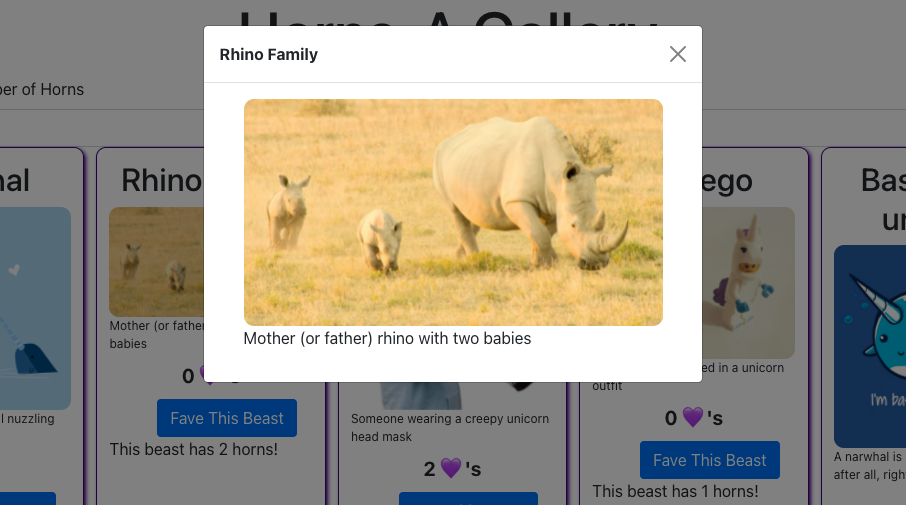 Horns, A Gallery
Rhino Family
per of Horns
Mother (or father) rhino with two babies
nal
Rhino
ego
Bas
un
Mother (or father
babies
l nuzzling
0 💜's
Fave This Beast
This beast has 2 horns!
Someone wearing a creepy unicorn
head mask
2 💜's
ed in a unicorn
outfit
0 💜's
Fave This Beast
This beast has 1 horns!
I'm ba
A narwhal is
after all, righ